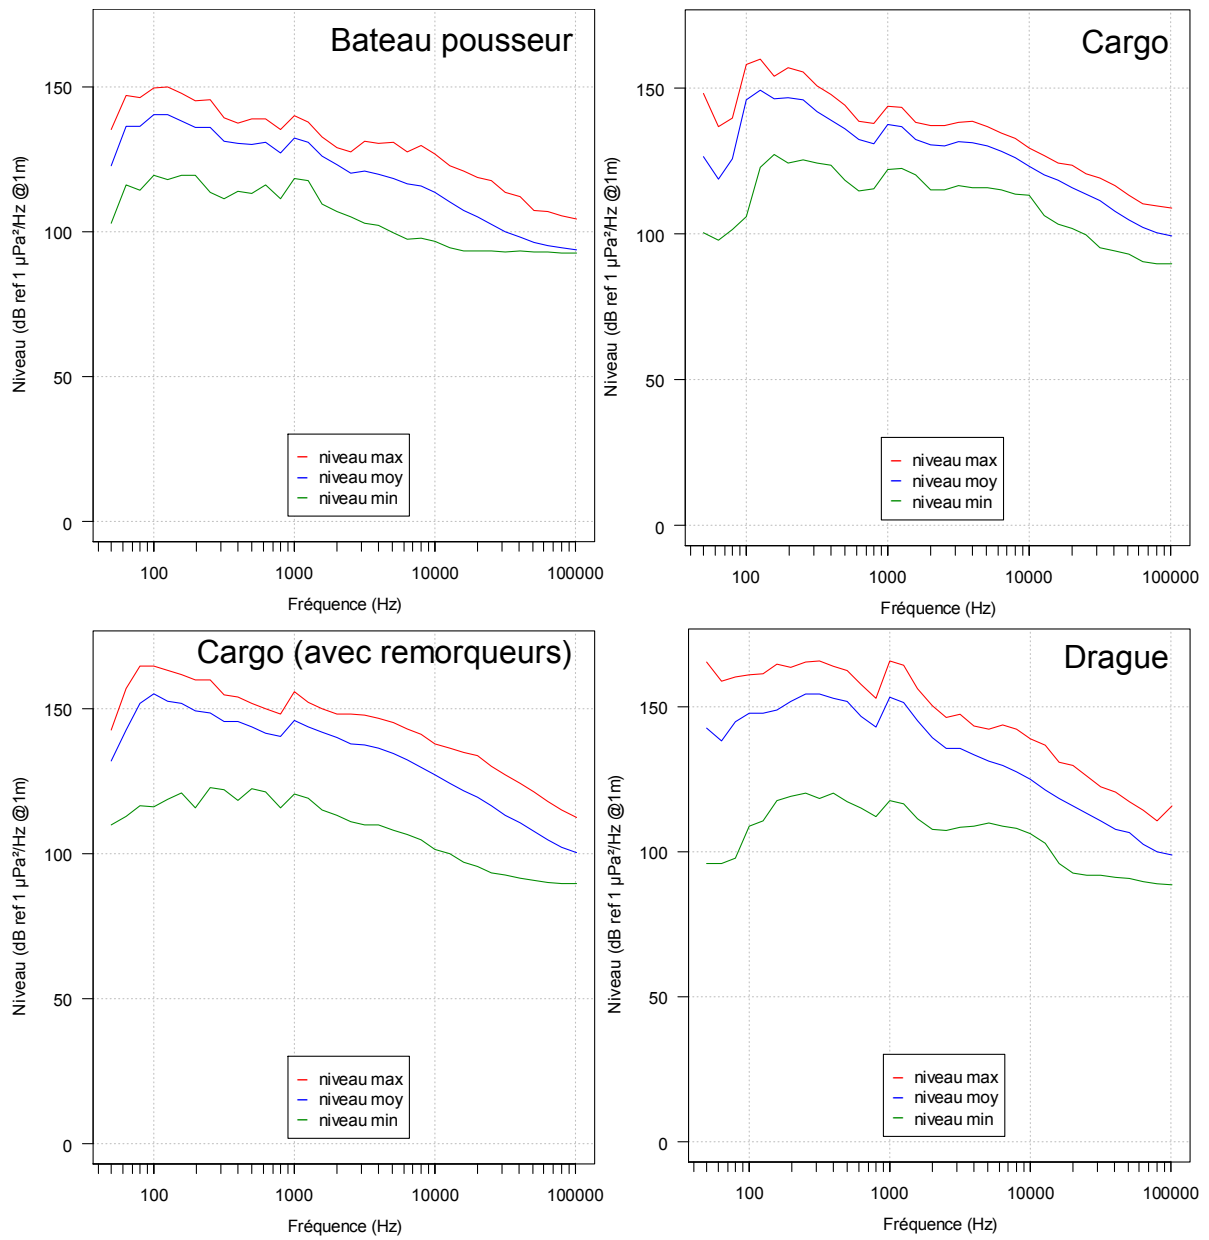 Bateau pousseur
Niveau (dB ref 1 µPa²/Hz @1m)
150
100
50
0
niveau max
niveau moy
niveau min
100 1000 10000 100000
Fréquence (Hz)
Cargo
Niveau (dB ref 1 µPa²/Hz @1m)
150
100
50
0
niveau max
niveau moy
niveau min
100 1000 10000 100000
Fréquence (Hz)
Cargo (avec remorqueurs)
Niveau (dB ref 1 µPa²/Hz @1m)
150
100
50
0
niveau max
niveau moy
niveau min
100 1000 10000 100000
Fréquence (Hz)
Drague
Niveau (dB ref 1 µPa²/Hz @1m)
150
100
50
0
niveau max
niveau moy
niveau min
100 1000 10000 100000
Fréquence (Hz)